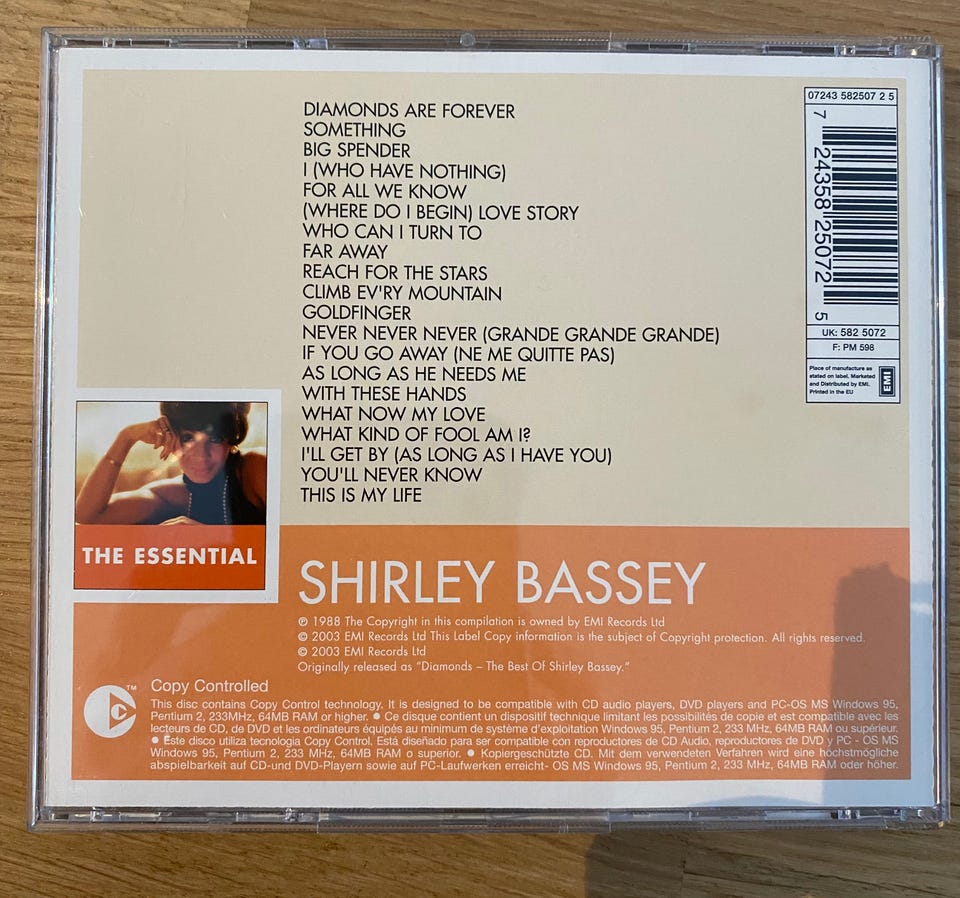 DIAMONDS ARE FOREVER
SOMETHING
BIG SPENDER
I (WHO HAVE NOTHING)
FOR ALL WE KNOW
(WHERE DO I BEGIN) LOVE STORY
WHO CAN I TURN TO
FAR AWAY
REACH FOR THE STARS
CLIMB EV'RY MOUNTAIN
GOLDFINGER
NEVER NEVER NEVER (GRANDE GRANDE GRANDE)
IF YOU GO AWAY (NE ME QUITTE PAS)
AS LONG AS HE NEEDS ME
WITH THESE HANDS
WHAT NOW MY LOVE
WHAT KIND OF FOOL AM I?
I'LL GET BY (AS LONG AS I HAVE YOU)
YOU'LL NEVER KNOW
THIS IS MY LIFE
07243 582507 2 5
7 24358 25072 5
UK: 582 5072
F: PM 598
Place of manufacture as
stated on label. Marketed
and Distributed by EMI.
Printed in the EU
EMI
THE ESSENTIAL
SHIRLEY BASSEY
℗ 1988 The Copyright in this compilation is owned by EMI Records Ltd
© 2003 EMI Records Ltd This Label Copy information is the subject of Copyright protection. All rights reserved.
© 2003 EMI Records Ltd
Originally released as "Diamonds – The Best Of Shirley Bassey."
TM
Copy Controlled
This disc contains Copy Control technology. It is designed to be compatible with CD audio players, DVD players and PC-OS MS Windows 95,
Pentium 2, 233MHz, 64MB RAM or higher. ● Ce disque contient un dispositif technique limitant les possibilités de copie et est compatible avec les
lecteurs de CD, de DVD et les ordinateurs équipés au minimum de système d'exploitation Windows 95, Pentium 2, 233 MHz, 64MB RAM ou supérieur.
● Este disco utiliza tecnologia Copy Control. Está diseñado para ser compatible con reproductores de CD Audio, reproductores de DVD y PC - OS MS
Windows 95, Pentium 2, 233 MHz, 64MB RAM o superior. ● Kopiergeschützte CD. Mit dem verwendeten Verfahren wird eine höchstmögliche
abspielbarkeit auf CD-und DVD-Playern sowie auf PC-Laufwerken erreicht- OS MS Windows 95, Pentium 2, 233 MHz, 64MB RAM oder höher.